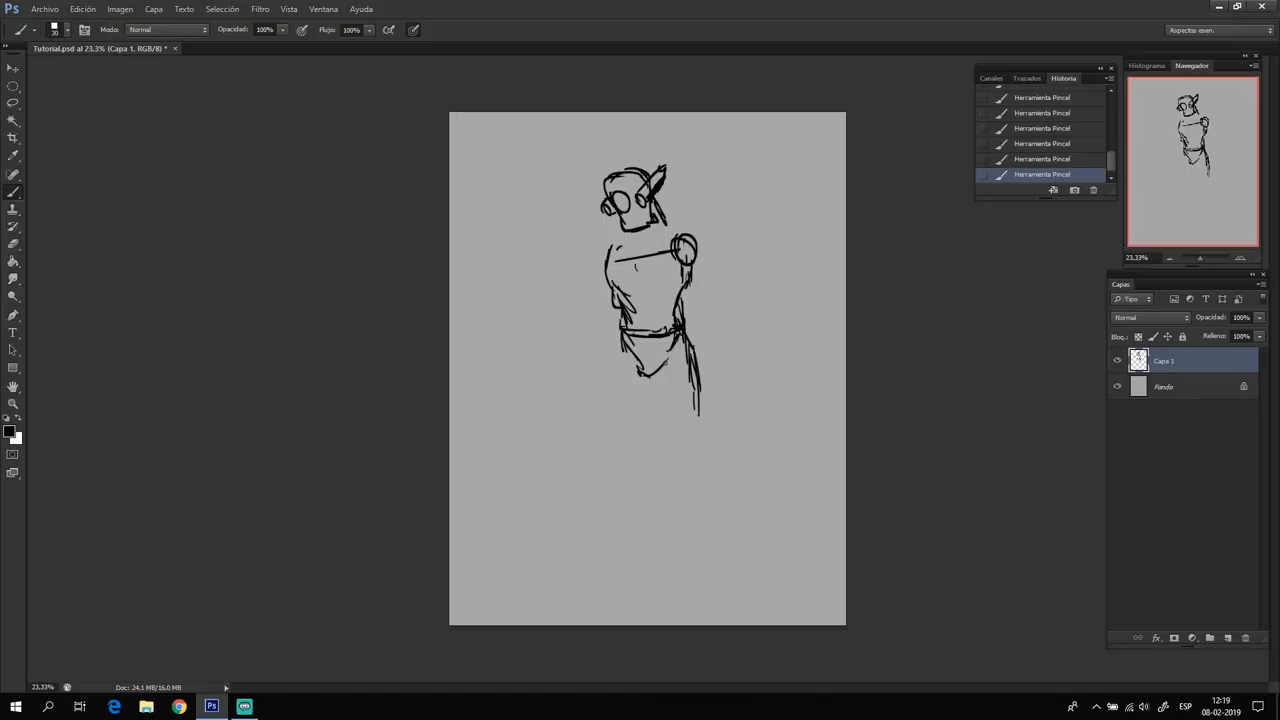 Ps Archivo Edición Imagen Capa Texto Selección Filtro Vista Ventana Ayuda
30 Modo: Normal Opacidad: 100% Flujo: 100% Aspectos esen.
Tutorial.psd al 23,3% (Capa 1, RGB/8) * ×
Histograma Navegador
Canales Trazados Historia
Herramienta Pincel
Herramienta Pincel
Herramienta Pincel
Herramienta Pincel
Herramienta Pincel
Herramienta Pincel
23,33%
Capas
Tipo
Normal Opacidad: 100%
Bloq.: Relleno: 100%
Capa 1
Fondo
23,33% Doc: 24,1 MB/16,0 MB
Ps ESP 12:19
08-02-2019